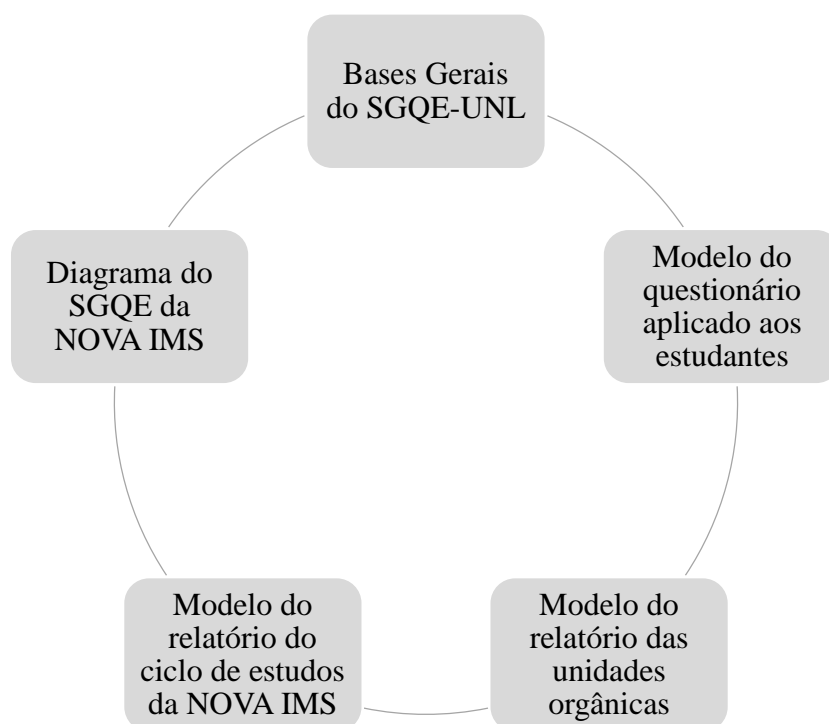 Bases Gerais
do SGQE-UNL
Modelo do
questionário
aplicado aos
estudantes
Modelo do
relatório das
unidades
orgânicas
Modelo do
relatório do
ciclo de estudos
da NOVA IMS
Diagrama do
SGQE da
NOVA IMS